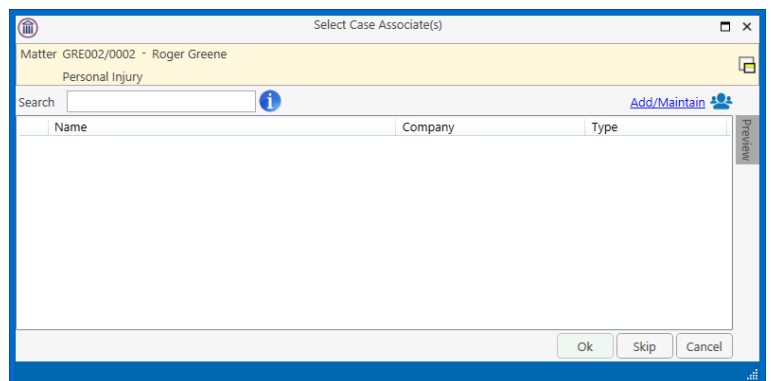 Select Case Associate(s)
Matter GRE002/0002 - Roger Greene
Personal Injury
Search Add/Maintain
Name Company Type
Preview
Ok Skip Cancel